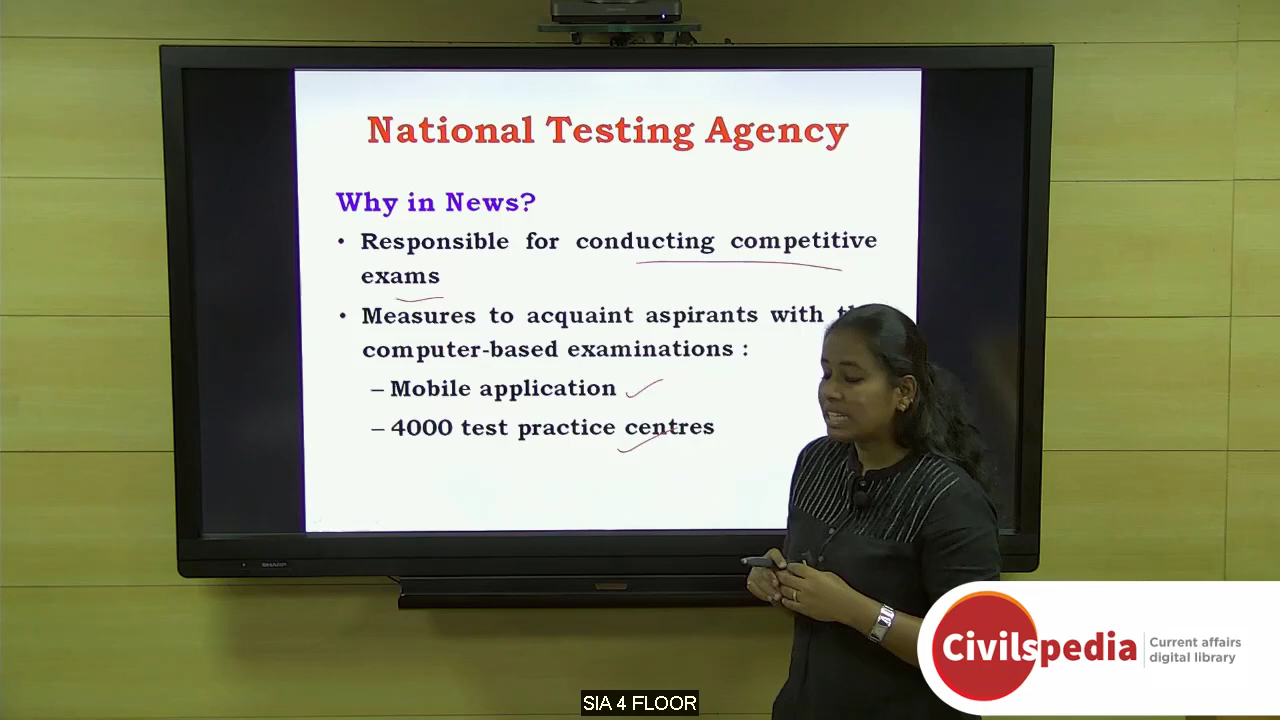 National Testing Agency
Why in News?
• Responsible for conducting competitive
exams
• Measures to acquaint aspirants with
computer-based examinations :
– Mobile application
– 4000 test practice centres
SHARP
Civilspedia
Current affairs
digital library
SIA 4 FLOOR